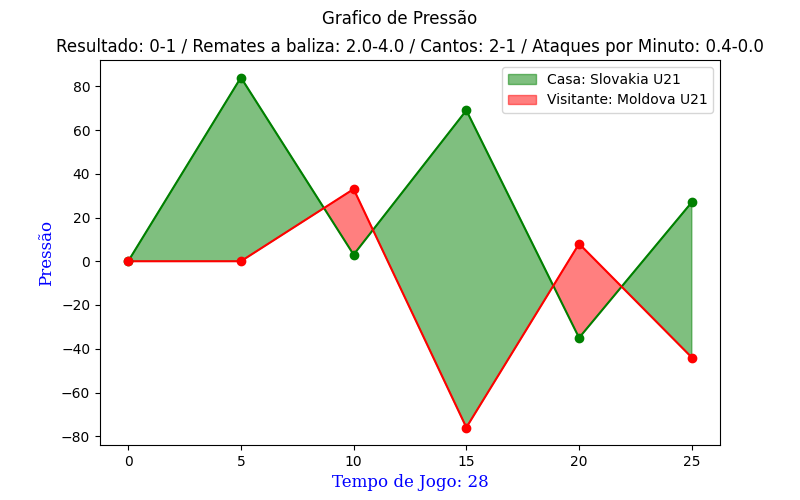 Grafico de Pressão
Resultado: 0-1 / Remates a baliza: 2.0-4.0 / Cantos: 2-1 / Ataques por Minuto: 0.4-0.0
Casa: Slovakia U21
Visitante: Moldova U21
Pressão
80
60
40
20
0
−20
−40
−60
−80
0 5 10 15 20 25
Tempo de Jogo: 28